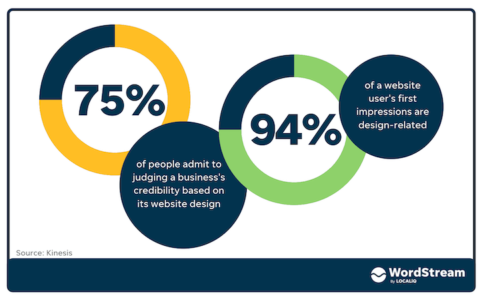 75%
of people admit to
judging a business's
credibility based on
its website design
94%
of a website
user's first
impressions are
design-related
Source: Kinesis
WordStream
By LOCALiQ